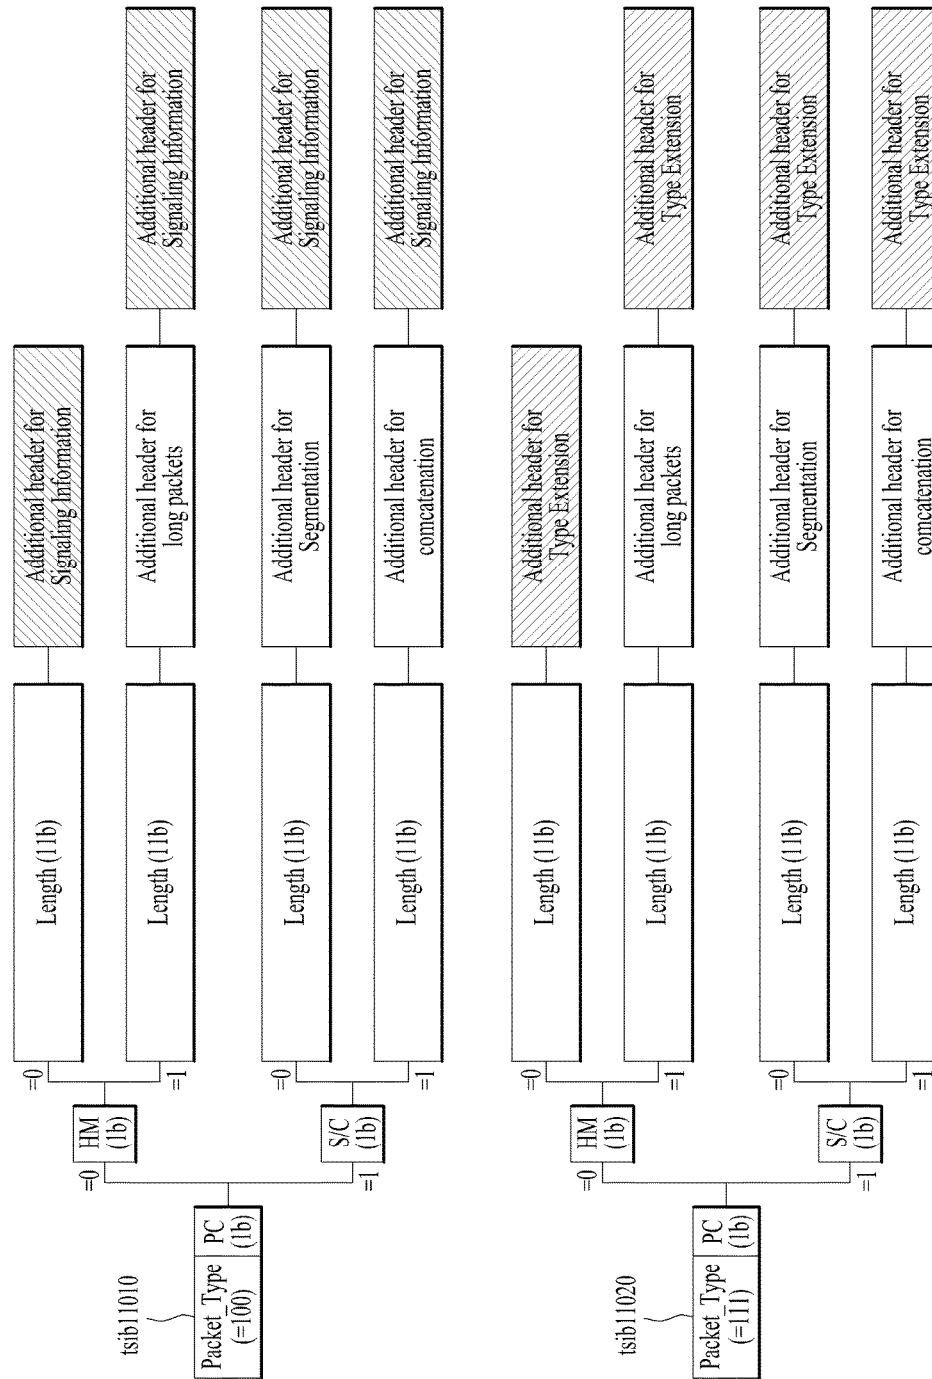 tsib11010
Packet_Type
(=100)
PC
(1b)
=0
HM
(1b)
=0
Length (11b)
Additional header for
Signaling Information
=1
Length (11b)
Additional header for
long packets
Additional header for
Signaling Information
=1
S/C
(1b)
=0
Length (11b)
Additional header for
Segmentation
Additional header for
Signaling Information
=1
Length (11b)
Additional header for
comcatenation
Additional header for
Signaling Information
tsib11020
Packet_Type
(=111)
PC
(1b)
=0
HM
(1b)
=0
Length (11b)
Additional header for
Type Extension
=1
Length (11b)
Additional header for
long packets
Additional header for
Type Extension
=1
S/C
(1b)
=0
Length (11b)
Additional header for
Segmentation
Additional header for
Type Extension
=1
Length (11b)
Additional header for
comcatenation
Additional header for
Type Extension